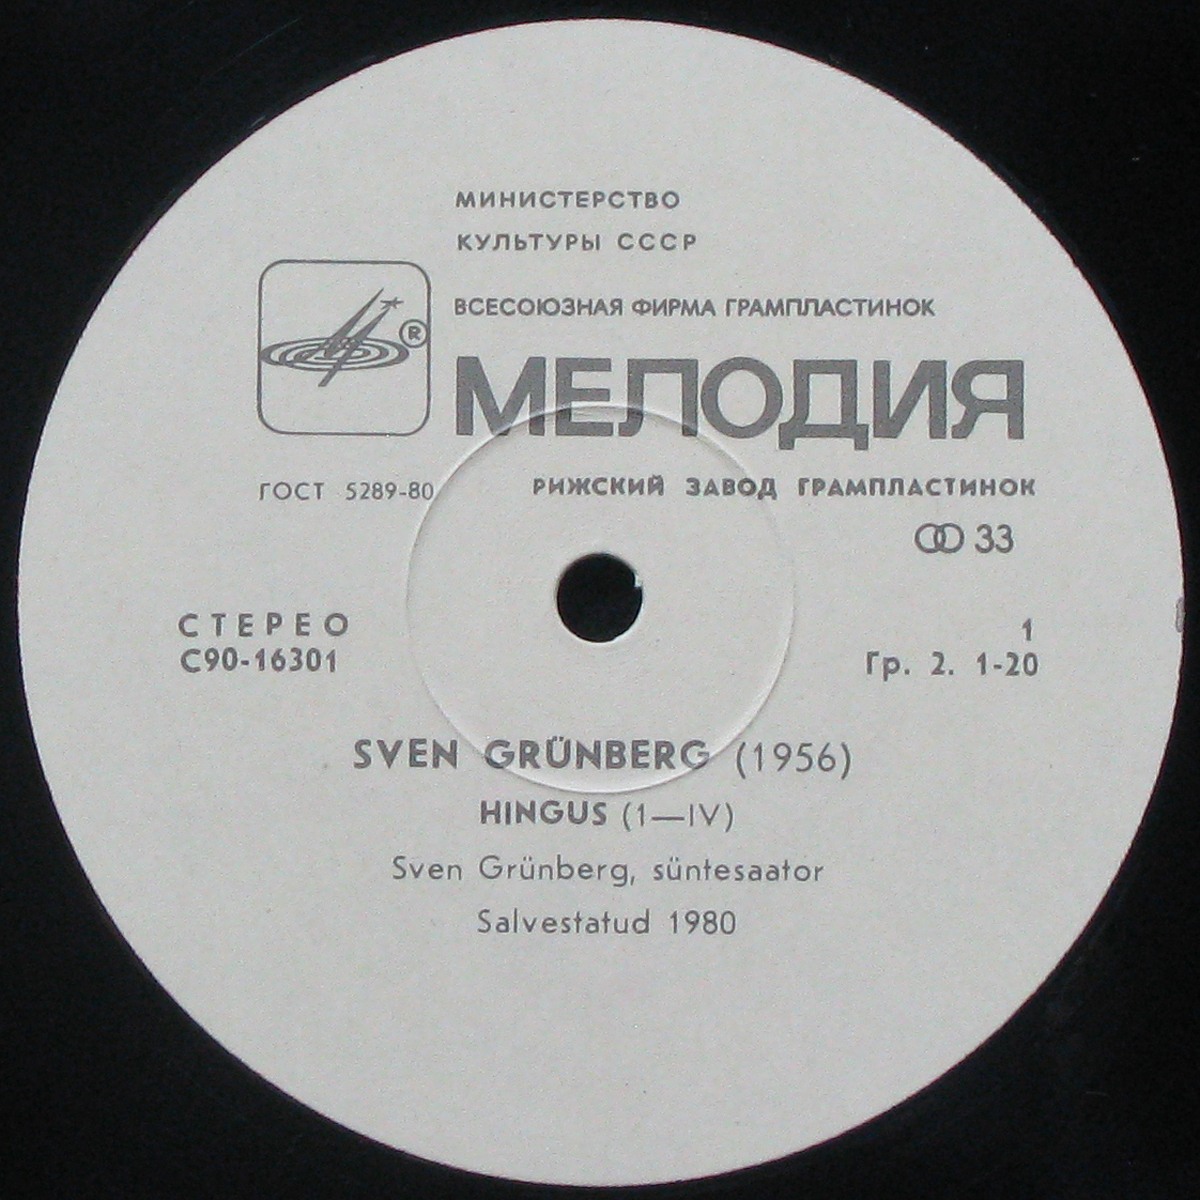 МИНИСТЕРСТВО
КУЛЬТУРЫ СССР
ВСЕСОЮЗНАЯ ФИРМА ГРАМПЛАСТИНОК
®
МЕЛОДИЯ
ГОСТ 5289-80
РИЖСКИЙ ЗАВОД ГРАМПЛАСТИНОК
33
СТЕРЕО
1
С90-16301
Гр. 2. 1-20
SVEN GRÜNBERG (1956)
HINGUS (1—IV)
Sven Grünberg, süntesaator
Salvestatud 1980